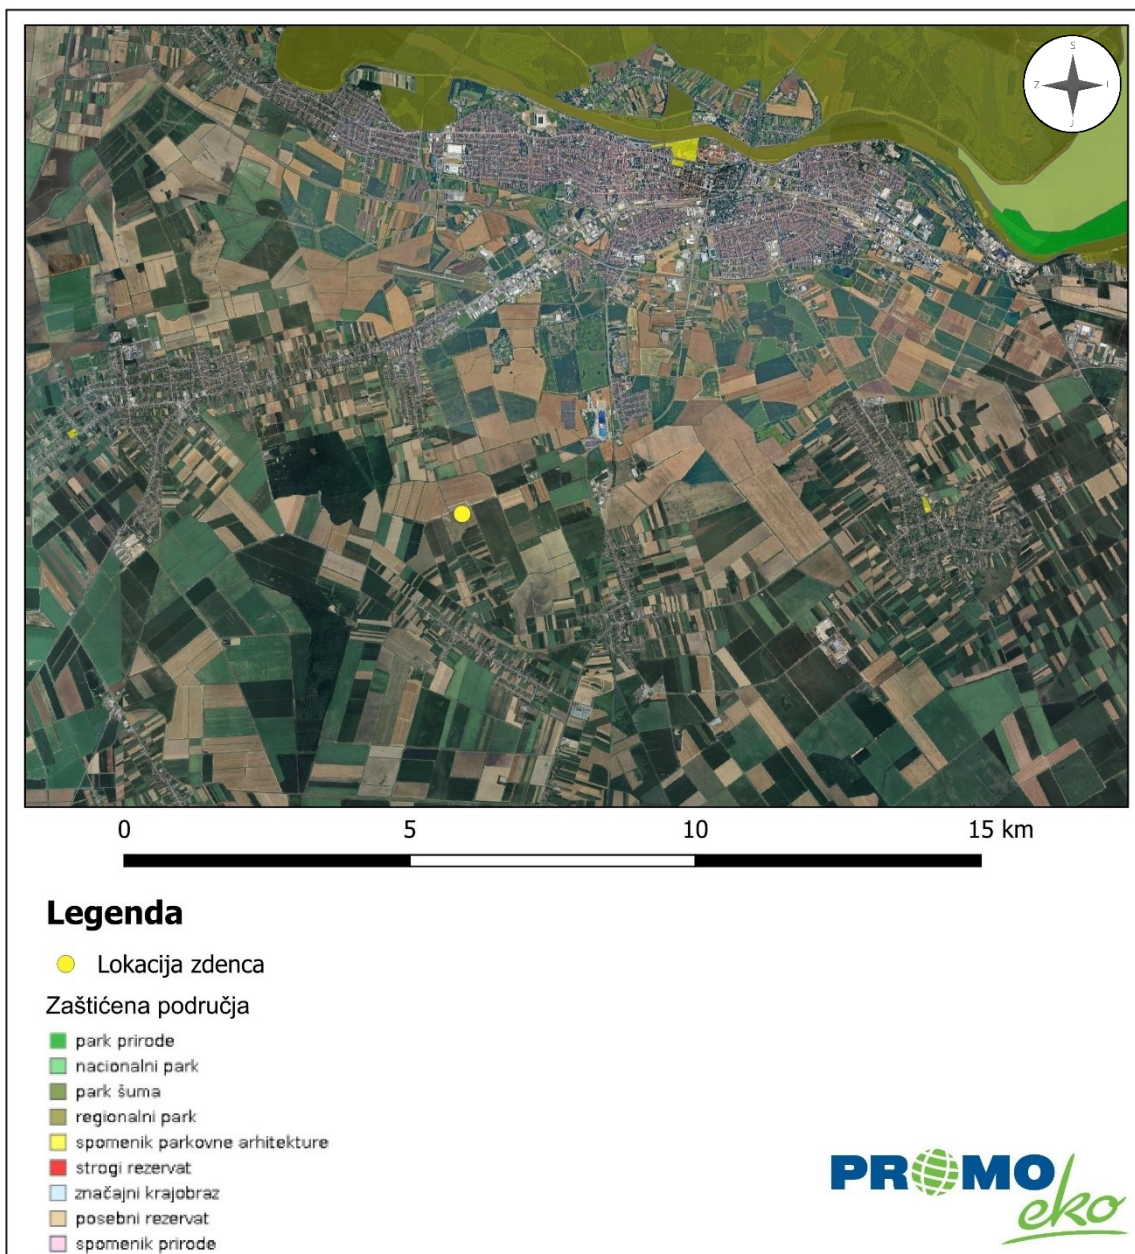 S
Z I
J
0 5 10 15 km
Legenda
Lokacija zdenca
Zaštićena područja
park prirode
nacionalni park
park šuma
regionalni park
spomenik parkovne arhitekture
strogi rezervat
značajni krajobraz
posebni rezervat
spomenik prirode
PROMO
eko